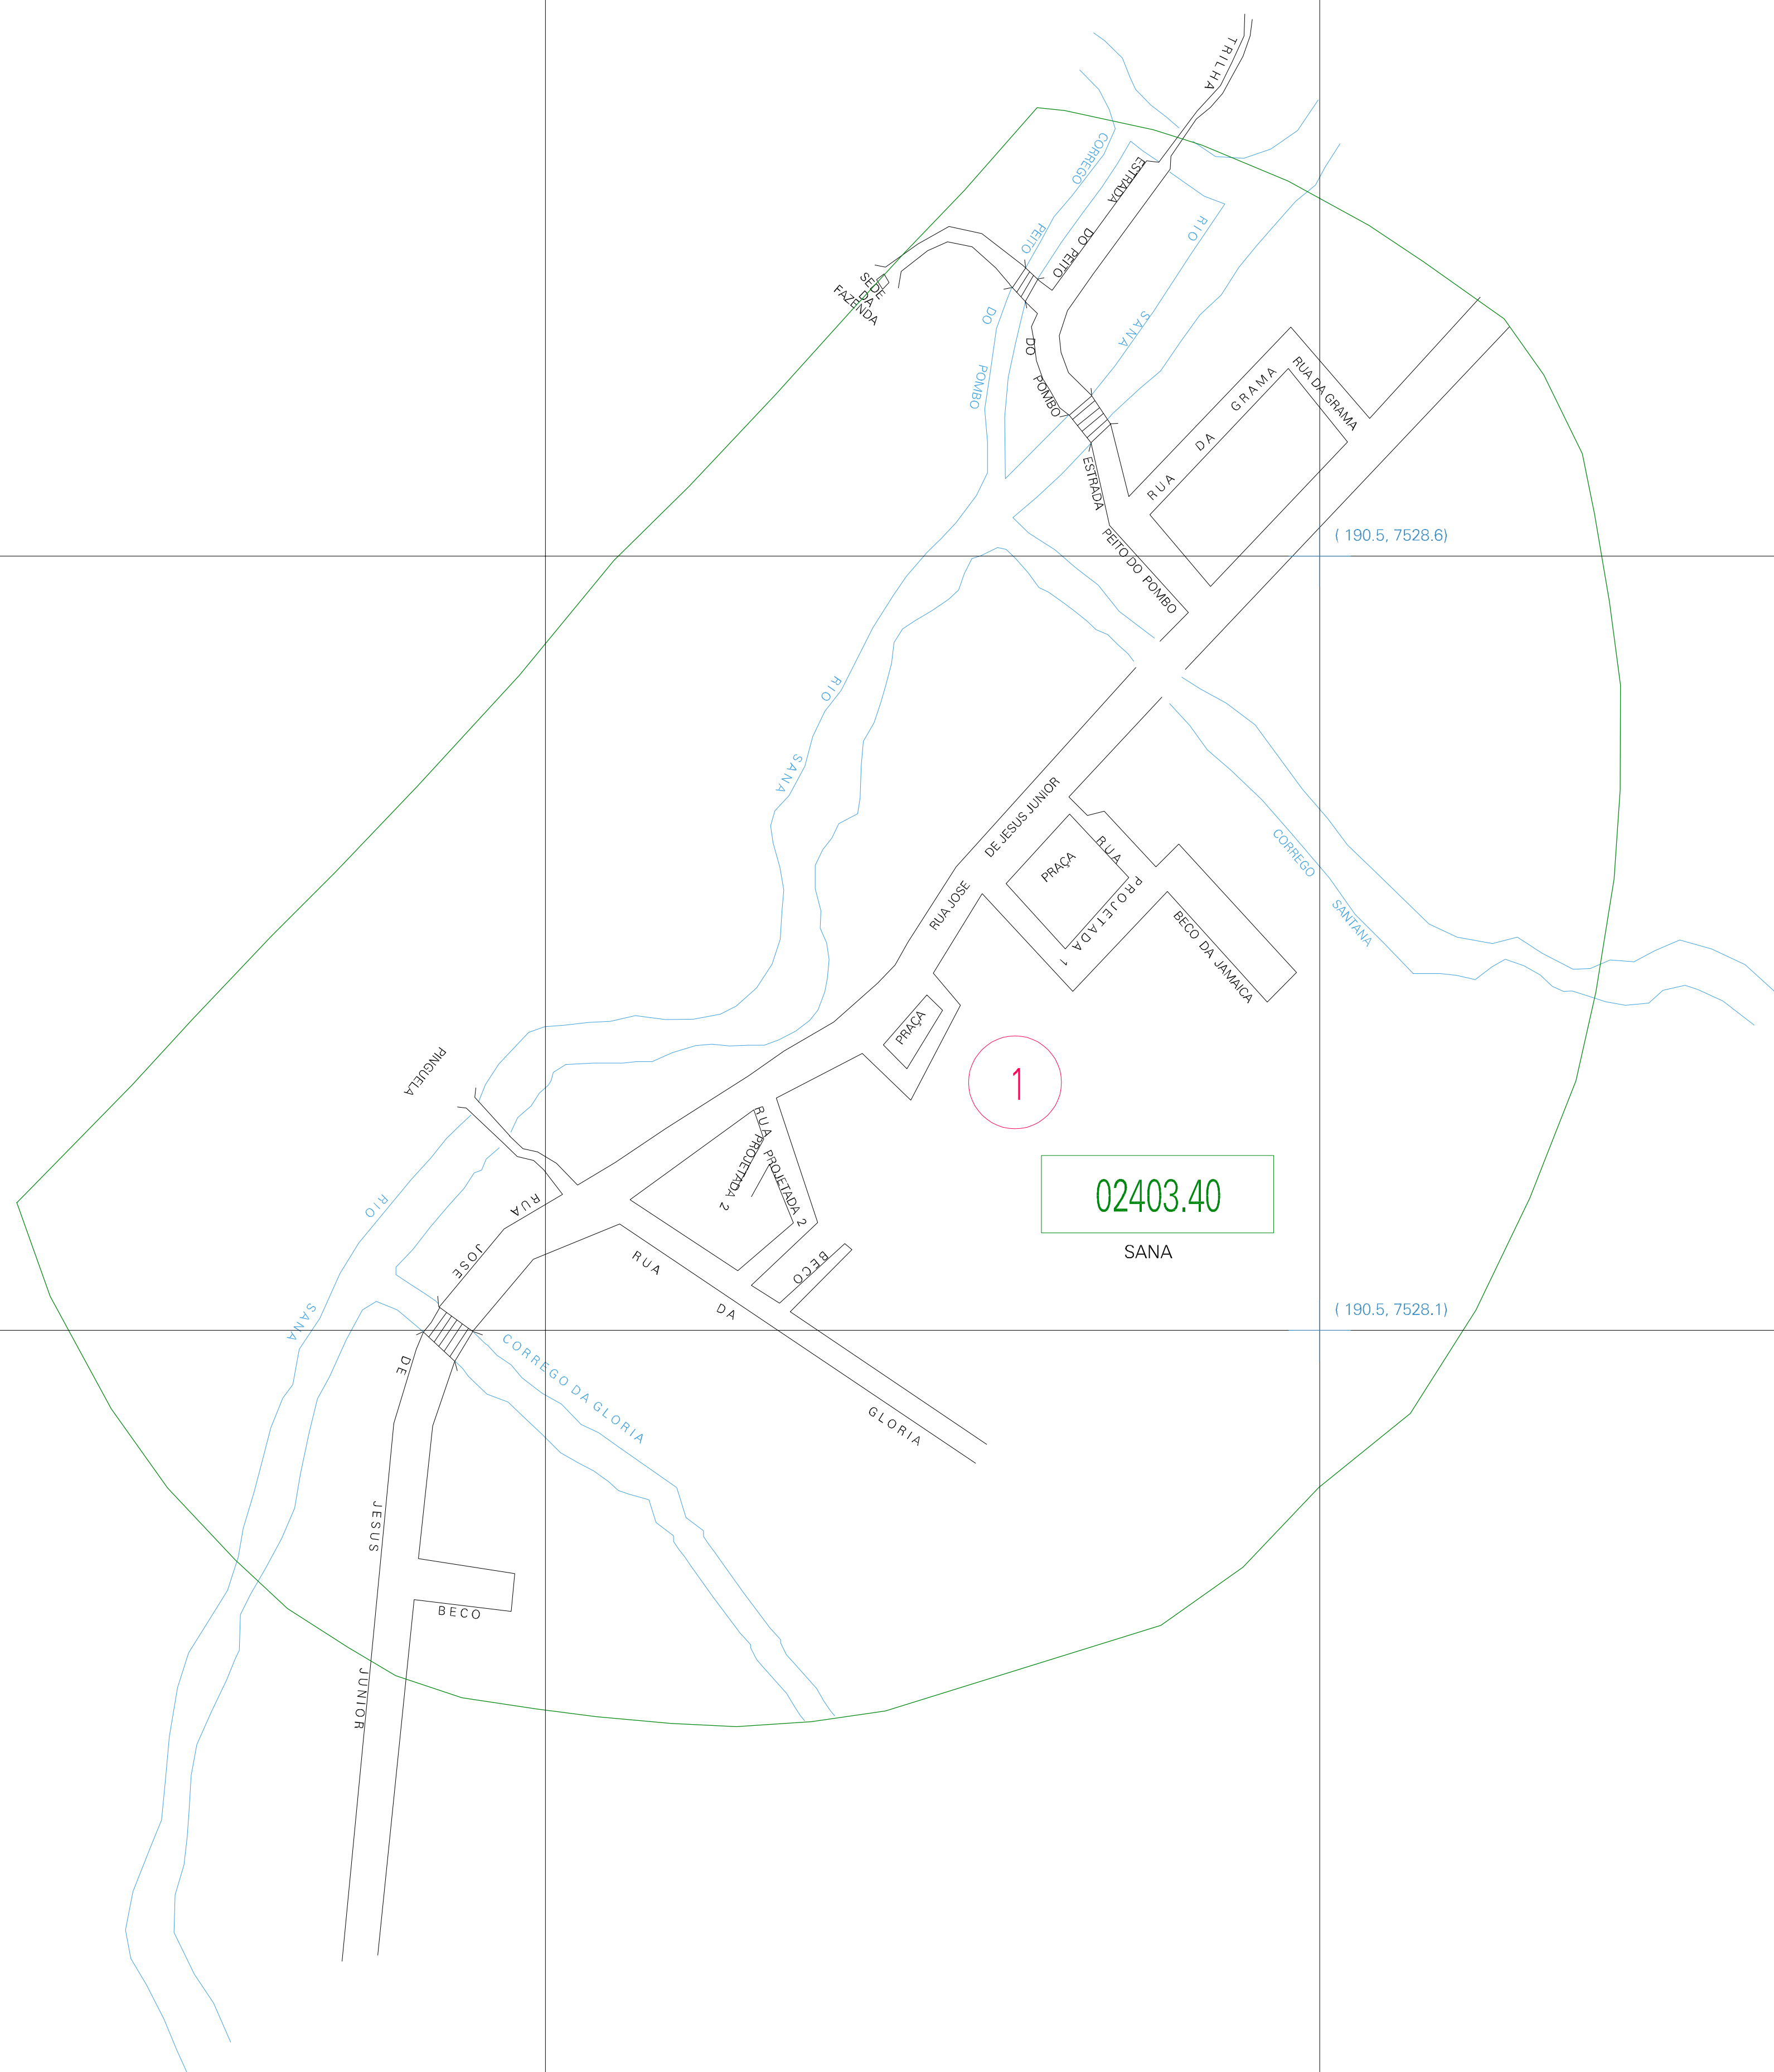 TRILHA
CORREGO
PEITO
DO
POMBO
ESTRADA
DO PEITO
DO
POMBO
RIO
SANA
SEDE
DA
FAZENDA
RUA DA GRAMA
RUA DA GRAMA
ESTRADA
PEITO DO POMBO
( 190.5, 7528.6)
RIO
SANA
RUA JOSE
DE JESUS JUNIOR
PRAÇA
RUA
PROJETADA 1
BECO DA JAMAICA
CORREGO
SANTANA
PRAÇA
1
PINGUELA
RUA PROJETADA 2
PROJETADA 2
02403.40
SANA
RIO
SANA
RUA
JOSE
DE
JESUS
JUNIOR
RUA
DA
GLORIA
BECO
( 190.5, 7528.1)
CORREGO DA GLORIA
BECO